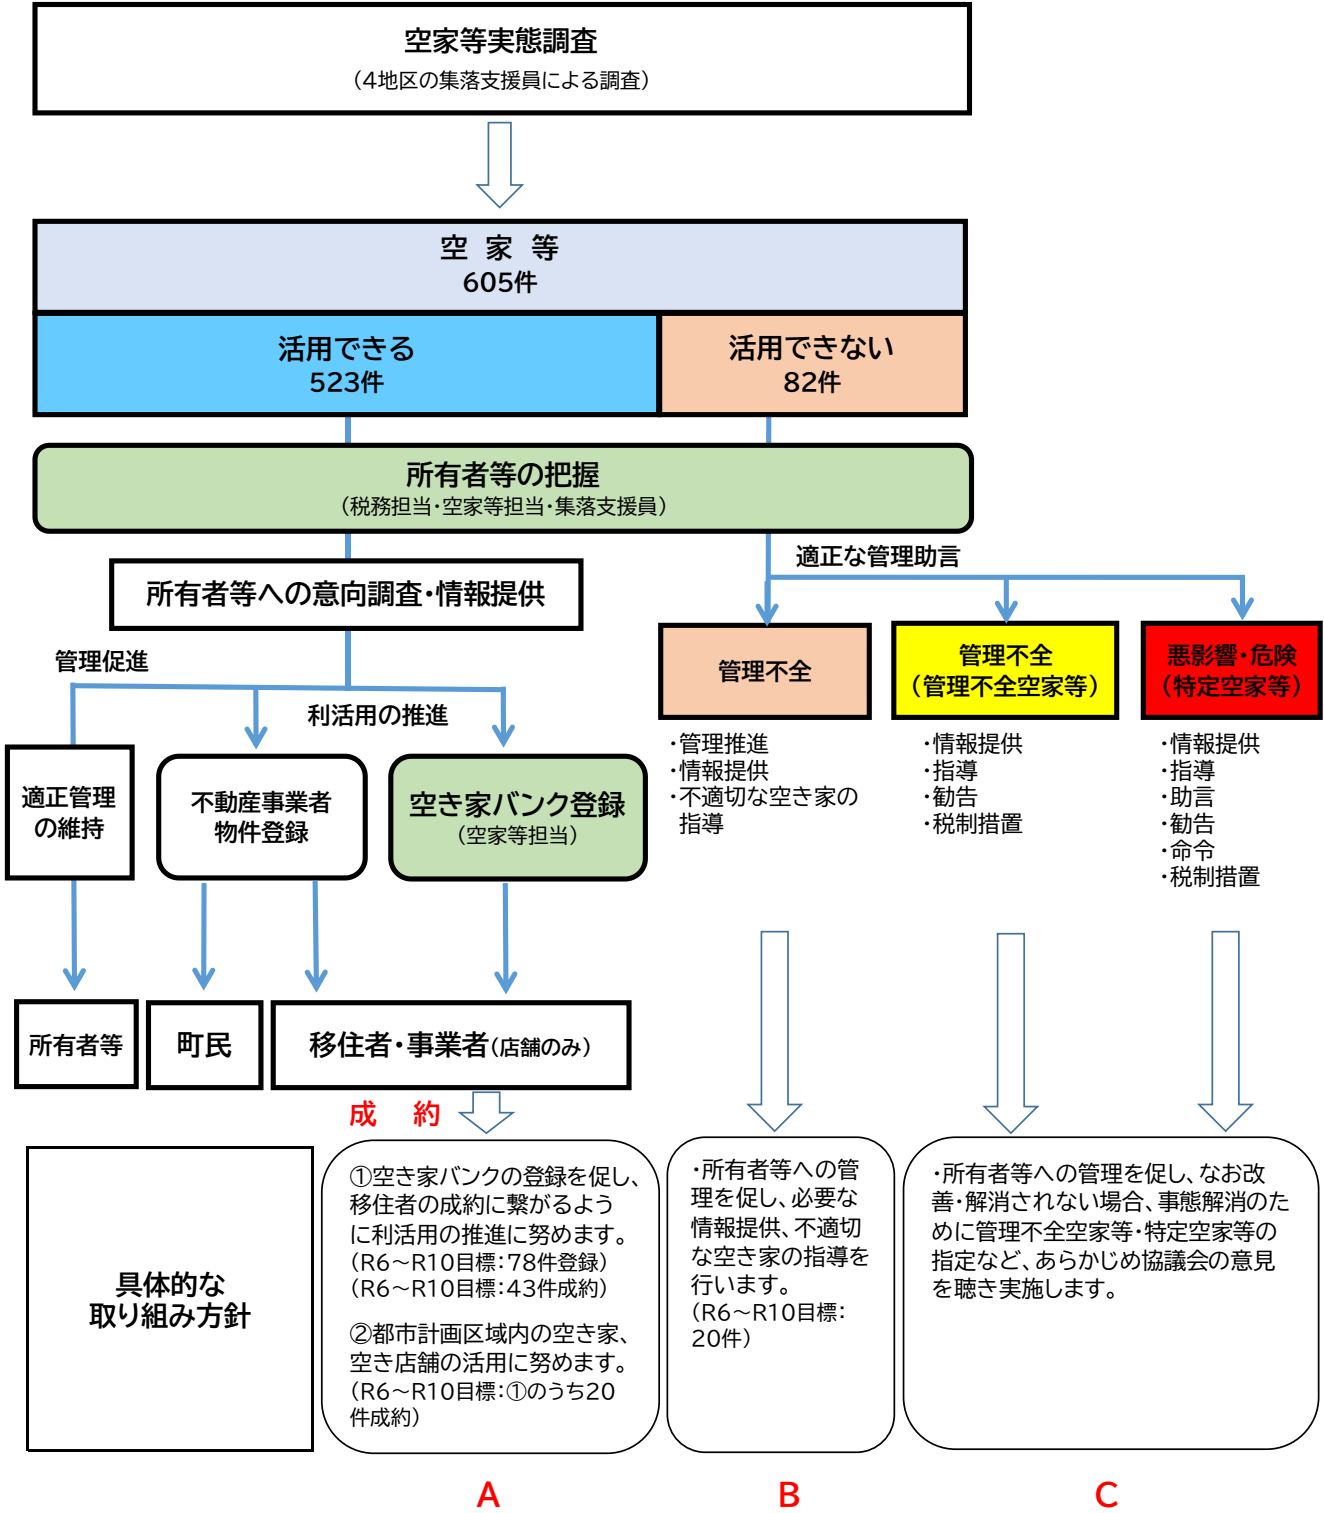 空家等実態調査
（4地区の集落支援員による調査）
空　家　等
605件
活用できる
523件
活用できない
82件
所有者等の把握
（税務担当・空家等担当・集落支援員）
適正な管理助言
所有者等への意向調査・情報提供
管理促進
利活用の推進
管理不全
管理不全
（管理不全空家等）
悪影響・危険
（特定空家等）
適正管理
の維持
不動産事業者
物件登録
空き家バンク登録
（空家等担当）
・管理推進
・情報提供
・不適切な空き家の
指導
・情報提供
・指導
・勧告
・税制措置
・情報提供
・指導
・助言
・勧告
・命令
・税制措置
所有者等
町民
移住者・事業者（店舗のみ）
成　約
具体的な
取り組み方針
①空き家バンクの登録を促し、
移住者の成約に繋がるよう
に利活用の推進に努めます。
（R6～R10目標：78件登録）
（R6～R10目標：43件成約）
②都市計画区域内の空き家、
空き店舗の活用に努めます。
（R6～R10目標：①のうち20
件成約）
・所有者等への管
理を促し、必要な
情報提供、不適切
な空き家の指導を
行います。
（R6～R10目標：
20件）
・所有者等への管理を促し、なお改
善・解消されない場合、事態解消のた
めに管理不全空家等・特定空家等の
指定など、あらかじめ協議会の意見
を聴き実施します。
A
B
C